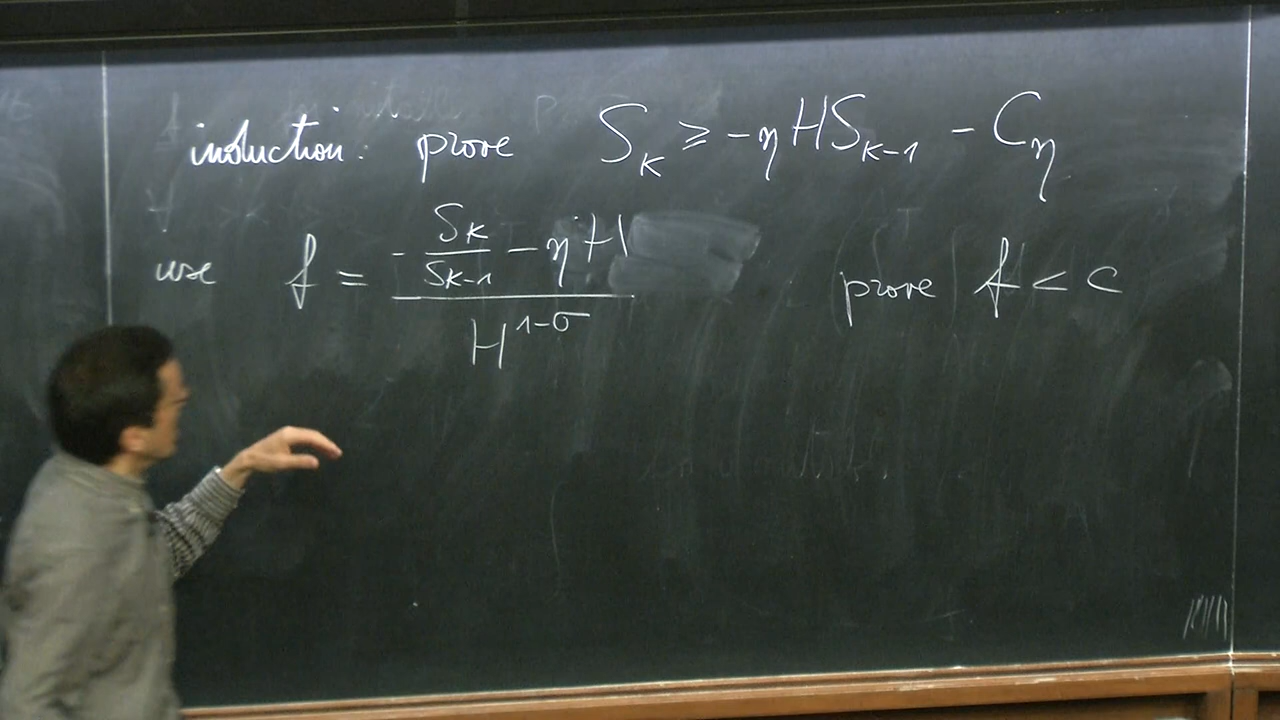 induction: prove S_k ≥ -η H S_{k-1} - C_η
use f = (- S_k / S_{k-1} - η H) / H^{1-σ} prove f < c